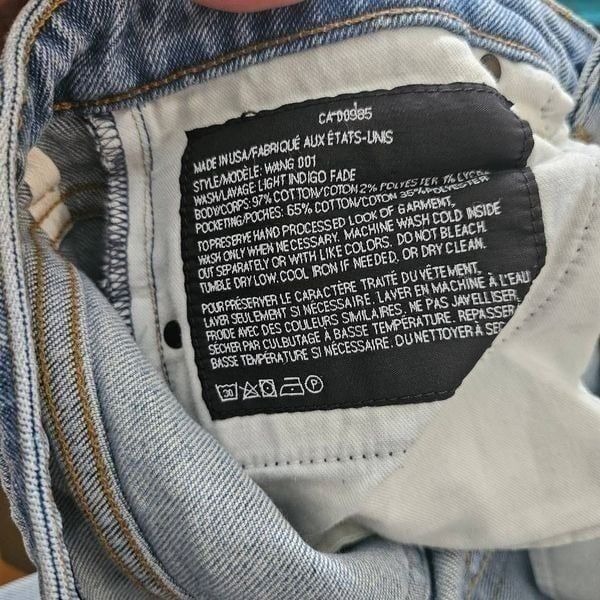 CA 00985
MADE IN USA/FABRIQUÉ AUX ÉTATS-UNIS
STYLE/MODÈLE: WANG 001
WASH/LAVAGE: LIGHT INDIGO FADE
BODY/CORPS: 97% COTTON/COTON 2% POLYESTER 1% LYCRA
POCKETING/POCHES: 65% COTTON/COTON 35% POLYESTER
TO PRESERVE HAND PROCESSED LOOK OF GARMENT,
WASH ONLY WHEN NECESSARY. MACHINE WASH COLD INSIDE
OUT SEPARATELY OR WITH LIKE COLORS. DO NOT BLEACH.
TUMBLE DRY LOW. COOL IRON IF NEEDED, OR DRY CLEAN.
POUR PRÉSERVER LE CARACTÈRE TRAITÉ DU VÊTEMENT,
LAVER SEULEMENT SI NÉCESSAIRE. LAVER EN MACHINE À L'EAU
FROIDE AVEC DES COULEURS SIMILAIRES. NE PAS JAVELLISER.
SÉCHER PAR CULBUTAGE À BASSE TEMPÉRATURE. REPASSER
BASSE TEMPÉRATURE SI NÉCESSAIRE. OU NETTOYER À SEC
30 P